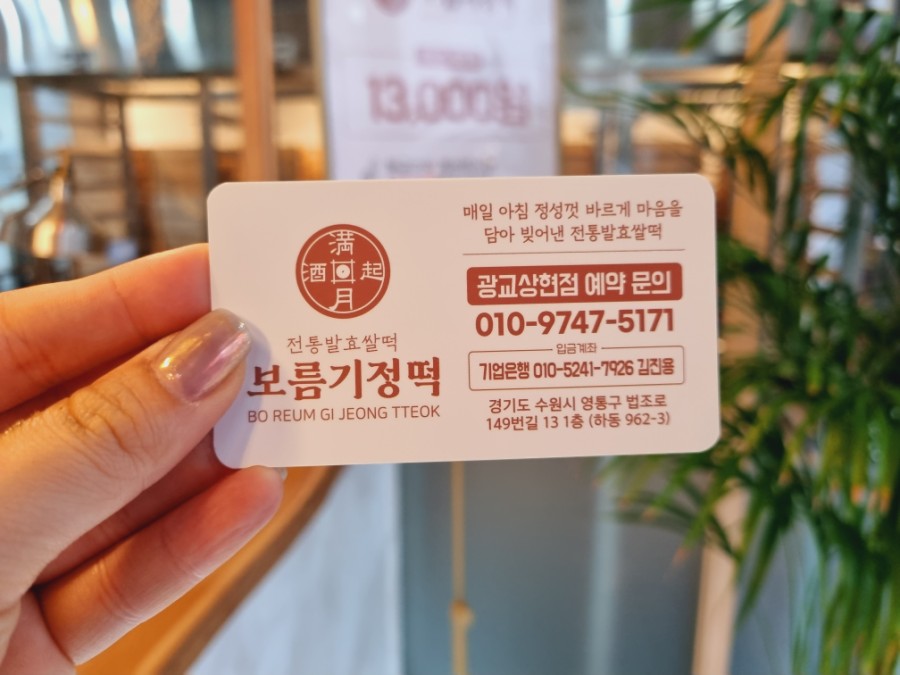 13,000원
満
酒 回 起
月
전통발효쌀떡
보름기정떡
BO REUM GI JEONG TTEOK
매일 아침 정성껏 바르게 마음을
담아 빚어낸 전통발효쌀떡
광교상현점 예약 문의
010-9747-5171
입금계좌
기업은행 010-5241-7926 김진용
경기도 수원시 영통구 법조로
149번길 13 1층 (하동 962-3)